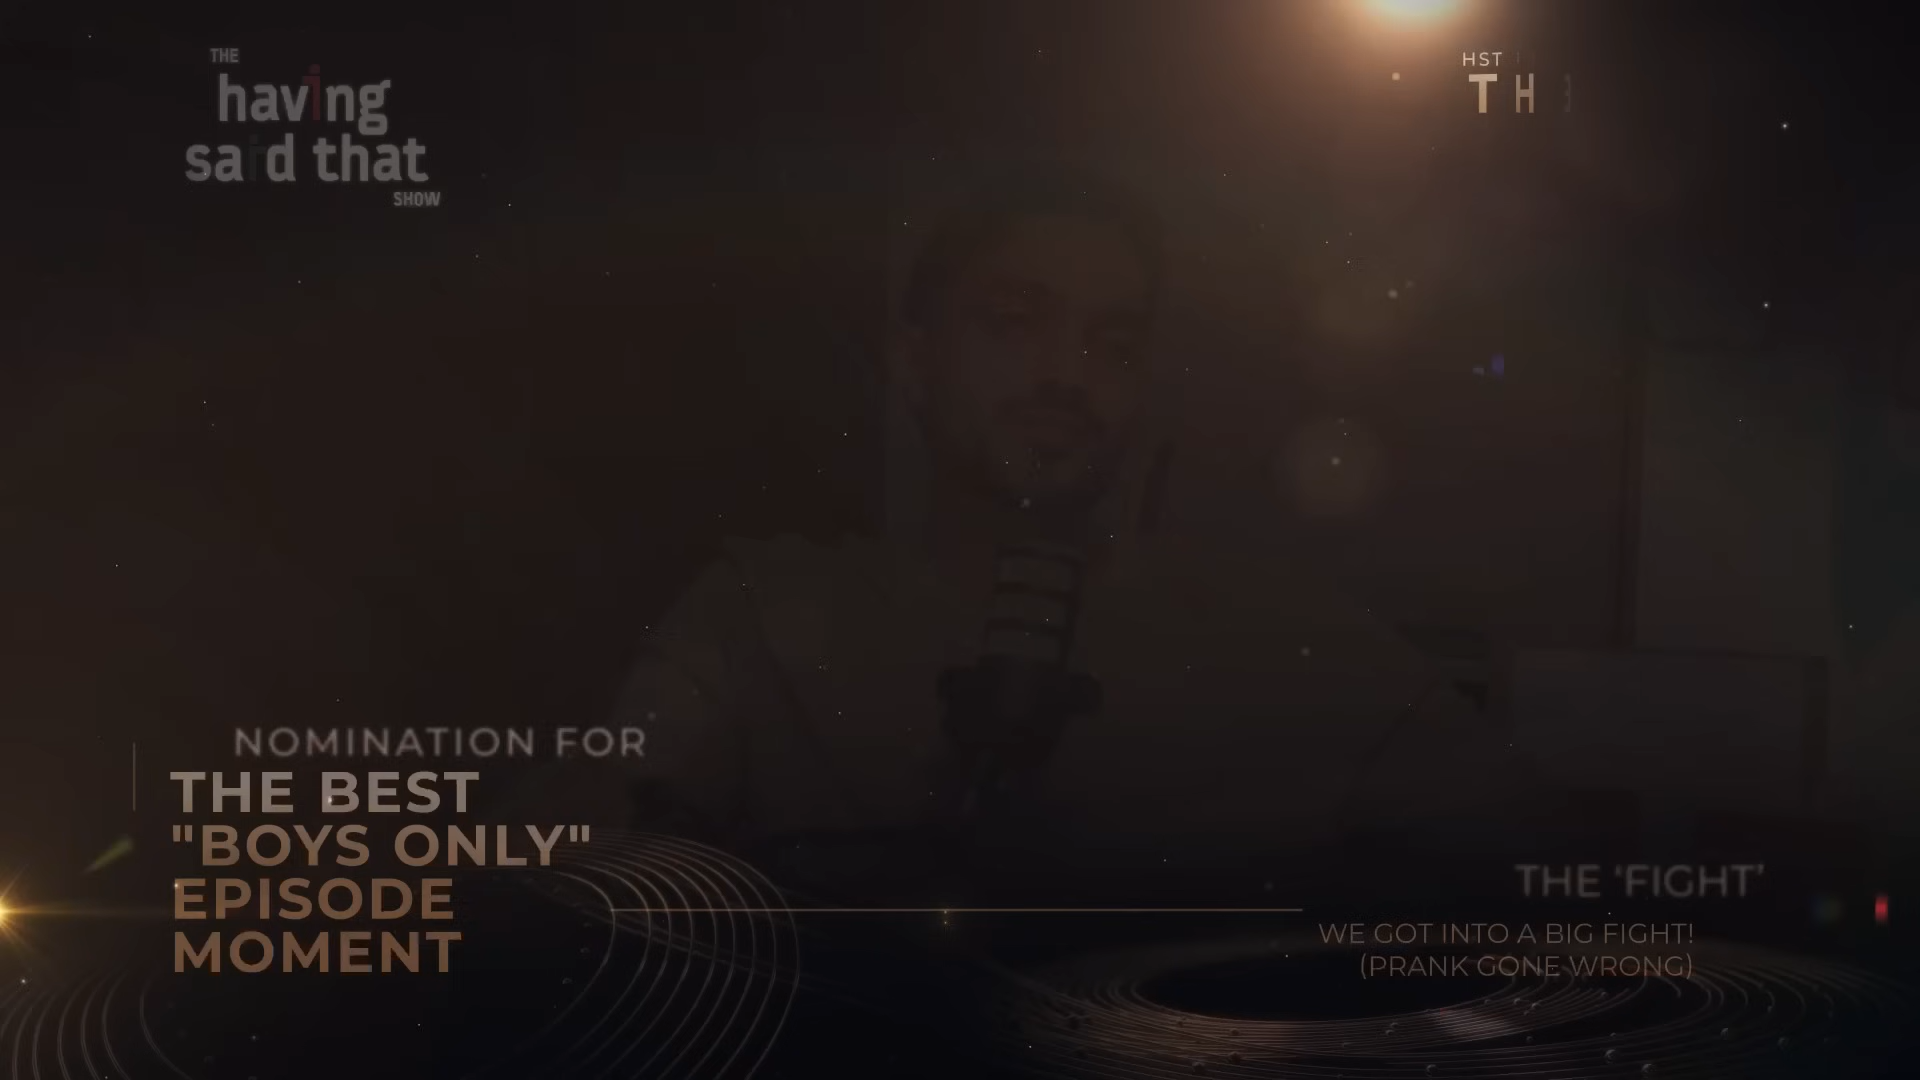 THE
having
said that
SHOW
HST
TH
NOMINATION FOR
THE BEST
"BOYS ONLY"
EPISODE
MOMENT
THE ‘FIGHT’
WE GOT INTO A BIG FIGHT!
(PRANK GONE WRONG)